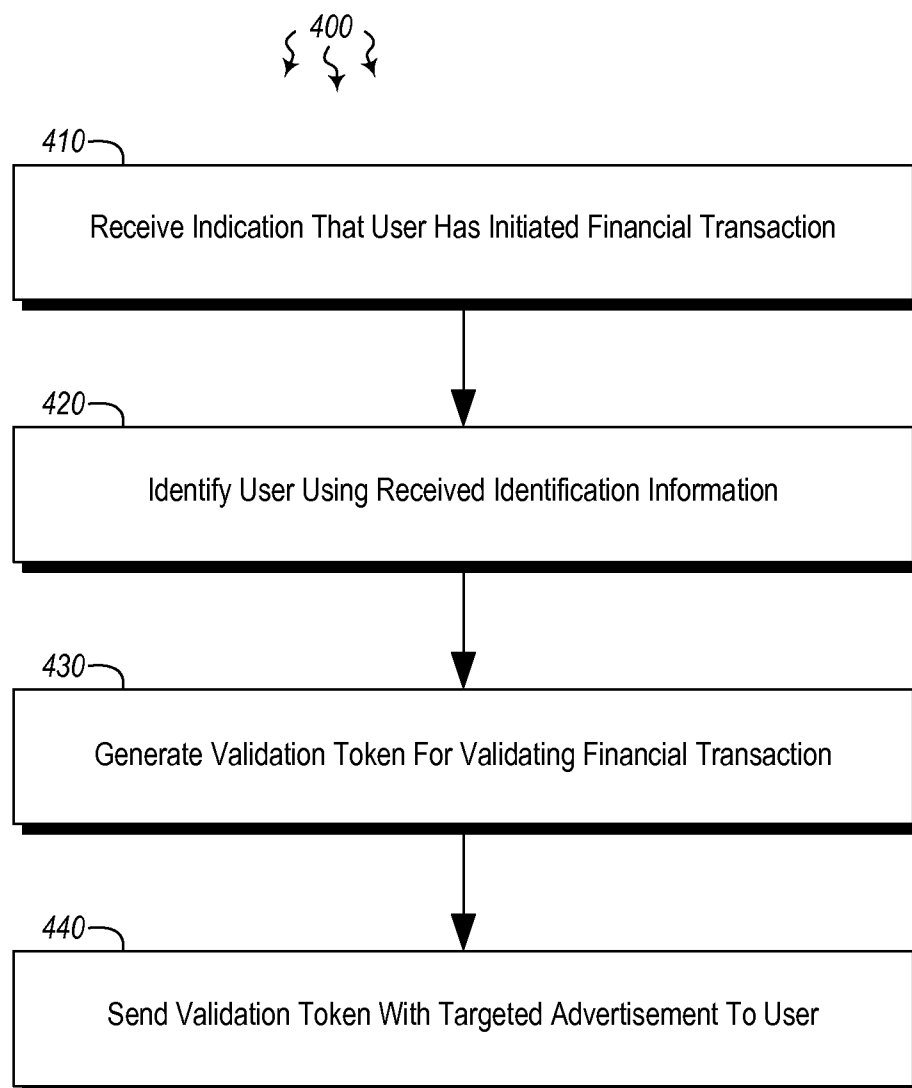 400
410
Receive Indication That User Has Initiated Financial Transaction
420
Identify User Using Received Identification Information
430
Generate Validation Token For Validating Financial Transaction
440
Send Validation Token With Targeted Advertisement To User